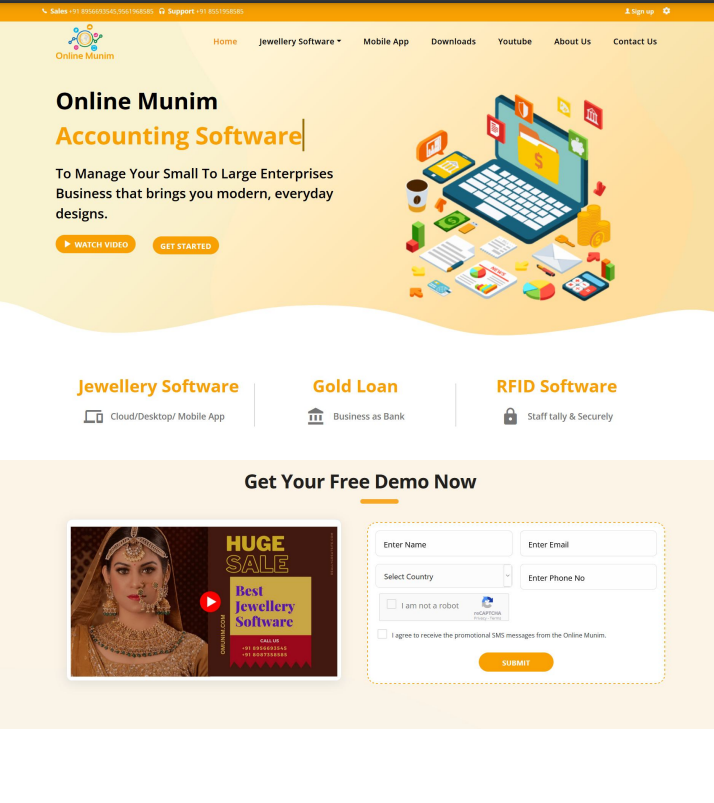 Sales +91 8956693545,9561968585 Support +91 8551958585
Sign up
Online Munim
Home Jewellery Software Mobile App Downloads Youtube About Us Contact Us
Online Munim
Accounting Software
To Manage Your Small To Large Enterprises
Business that brings you modern, everyday
designs.
WATCH VIDEO GET STARTED
NEWS
Jewellery Software
Cloud/Desktop/ Mobile App
Gold Loan
Business as Bank
RFID Software
Staff tally & Securely
Get Your Free Demo Now
HUGE
SALE
Best
Jewellery
Software
OMUNIM.COM
CALL US
+91 8956693545
+91 8087358585
Enter Name
Enter Email
Select Country
Enter Phone No
I am not a robot
reCAPTCHA
Privacy - Terms
I agree to receive the promotional SMS messages from the Online Munim.
SUBMIT